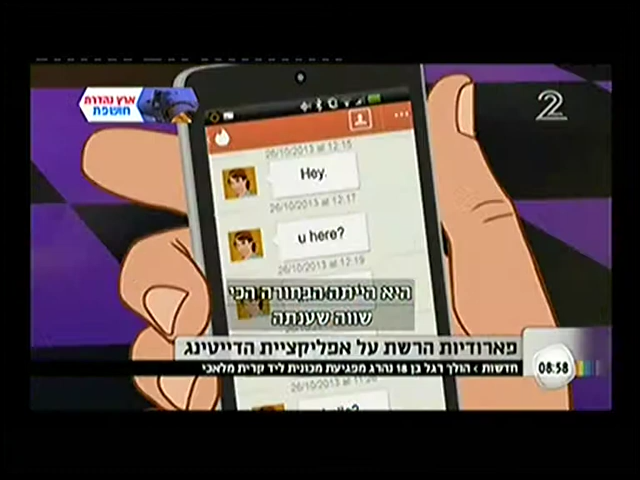 ארץ נהדרת
חושפת
2
26/10/2013 at 12:15
Hey.
26/10/2013 at 12:17
u here?
26/10/2013 at 12:19
היא הייתה הבחורה הכי
שווה שענתה
פארודיות הרשת על אפליקציית הדייטינג
חדשות > הולך רגל בן 18 נהרג מפגיעת מכונית ליד קרית מלאכי
08:58